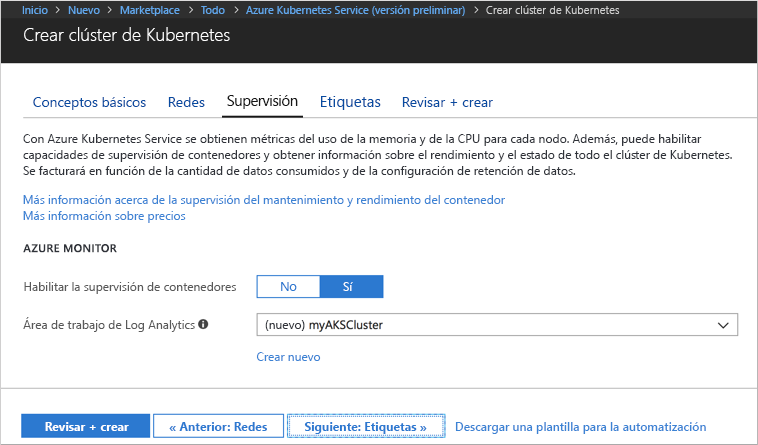 Inicio > Nuevo > Marketplace > Todo > Azure Kubernetes Service (versión preliminar) > Crear clúster de Kubernetes
Crear clúster de Kubernetes
Conceptos básicos Redes Supervisión Etiquetas Revisar + crear
Con Azure Kubernetes Service se obtienen métricas del uso de la memoria y de la CPU para cada nodo. Además, puede habilitar
capacidades de supervisión de contenedores y obtener información sobre el rendimiento y el estado de todo el clúster de Kubernetes.
Se facturará en función de la cantidad de datos consumidos y de la configuración de retención de datos.
Más información acerca de la supervisión del mantenimiento y rendimiento del contenedor
Más información sobre precios
AZURE MONITOR
Habilitar la supervisión de contenedores No Sí
Área de trabajo de Log Analytics (nuevo) myAKSCluster
Crear nuevo
Revisar + crear « Anterior: Redes Siguiente: Etiquetas » Descargar una plantilla para la automatización